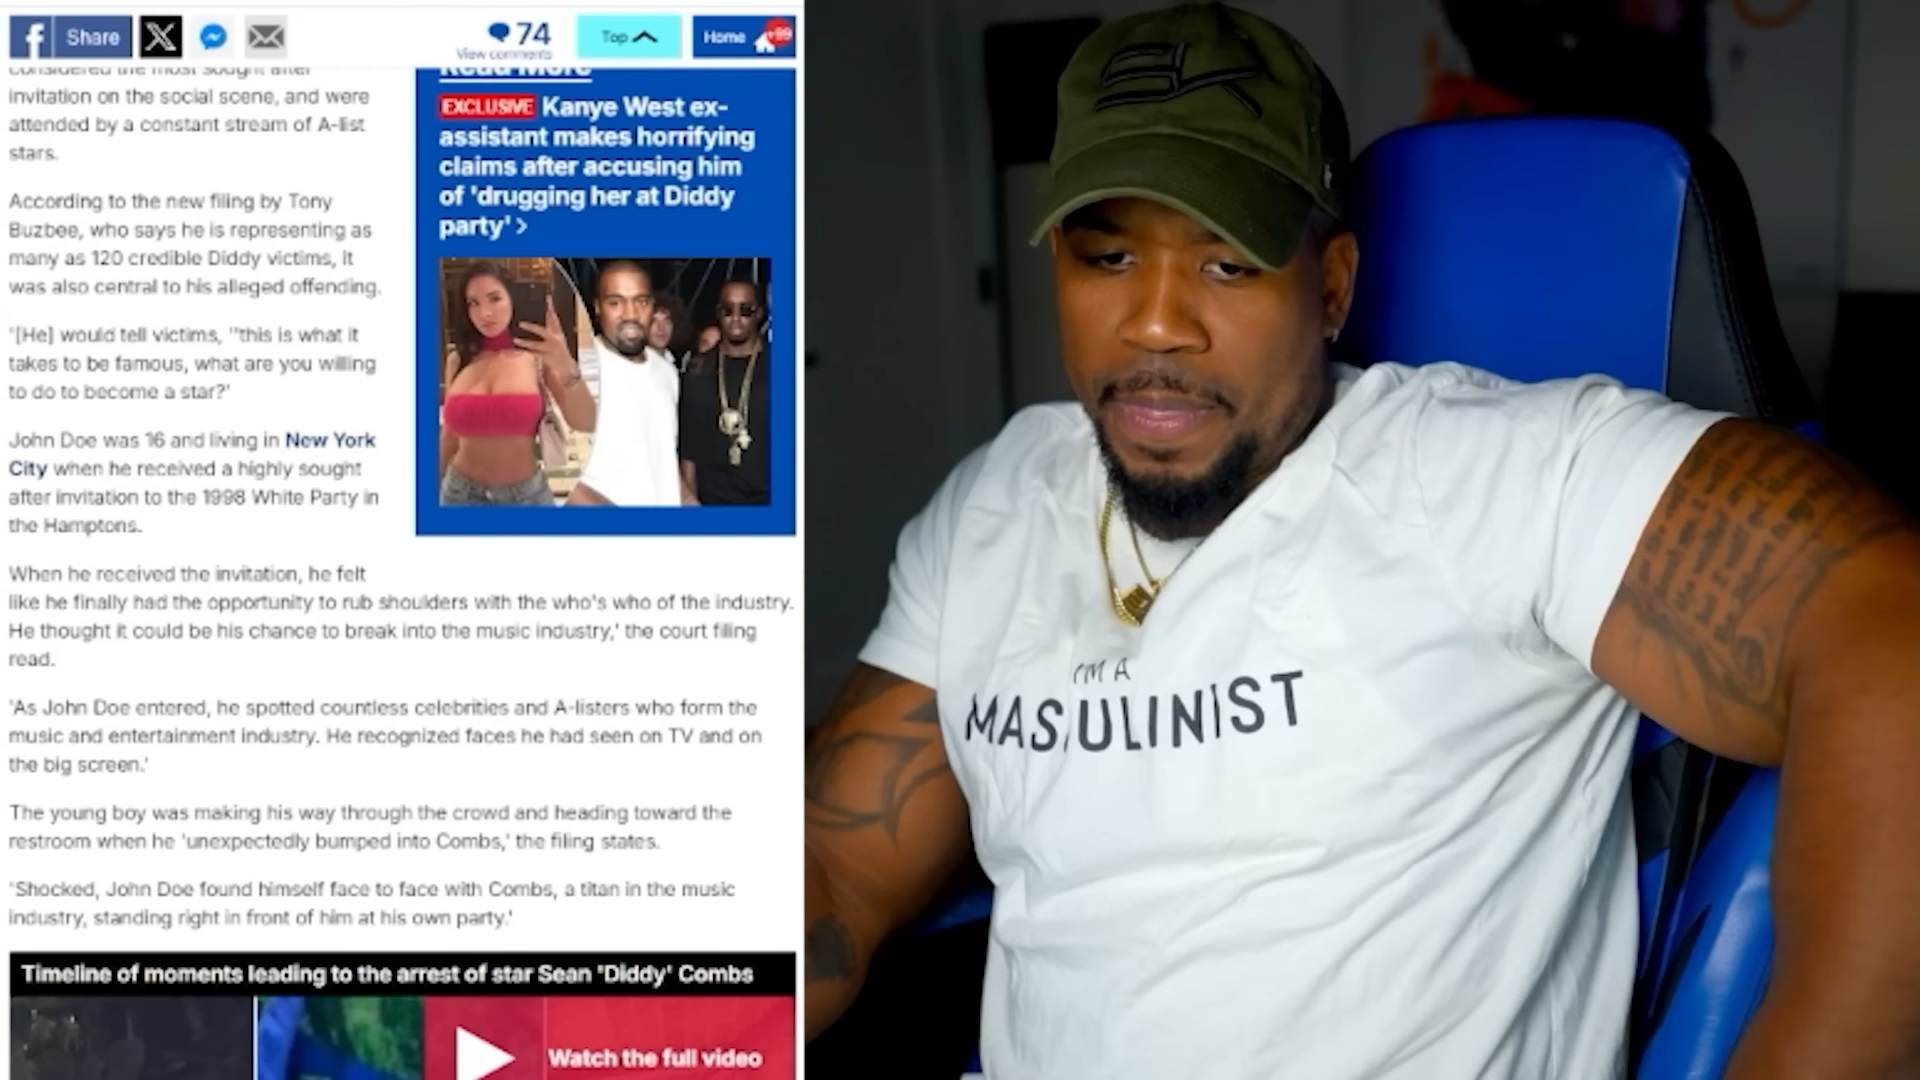 Share
74
View comments
Top
Home
+99
considered the most sought after
invitation on the social scene, and were
attended by a constant stream of A-list
stars.
According to the new filing by Tony
Buzbee, who says he is representing as
many as 120 credible Diddy victims, it
was also central to his alleged offending.
'[He] would tell victims, "this is what it
takes to be famous, what are you willing
to do to become a star?'
John Doe was 16 and living in New York
City when he received a highly sought
after invitation to the 1998 White Party in
the Hamptons.
Read More
EXCLUSIVE Kanye West ex-
assistant makes horrifying
claims after accusing him
of 'drugging her at Diddy
party' >
When he received the invitation, he felt
like he finally had the opportunity to rub shoulders with the who's who of the industry.
He thought it could be his chance to break into the music industry,' the court filing
read.
'As John Doe entered, he spotted countless celebrities and A-listers who form the
music and entertainment industry. He recognized faces he had seen on TV and on
the big screen.'
The young boy was making his way through the crowd and heading toward the
restroom when he 'unexpectedly bumped into Combs,' the filing states.
'Shocked, John Doe found himself face to face with Combs, a titan in the music
industry, standing right in front of him at his own party.'
Timeline of moments leading to the arrest of star Sean 'Diddy' Combs
Watch the full video
I'M A
MASULINIST